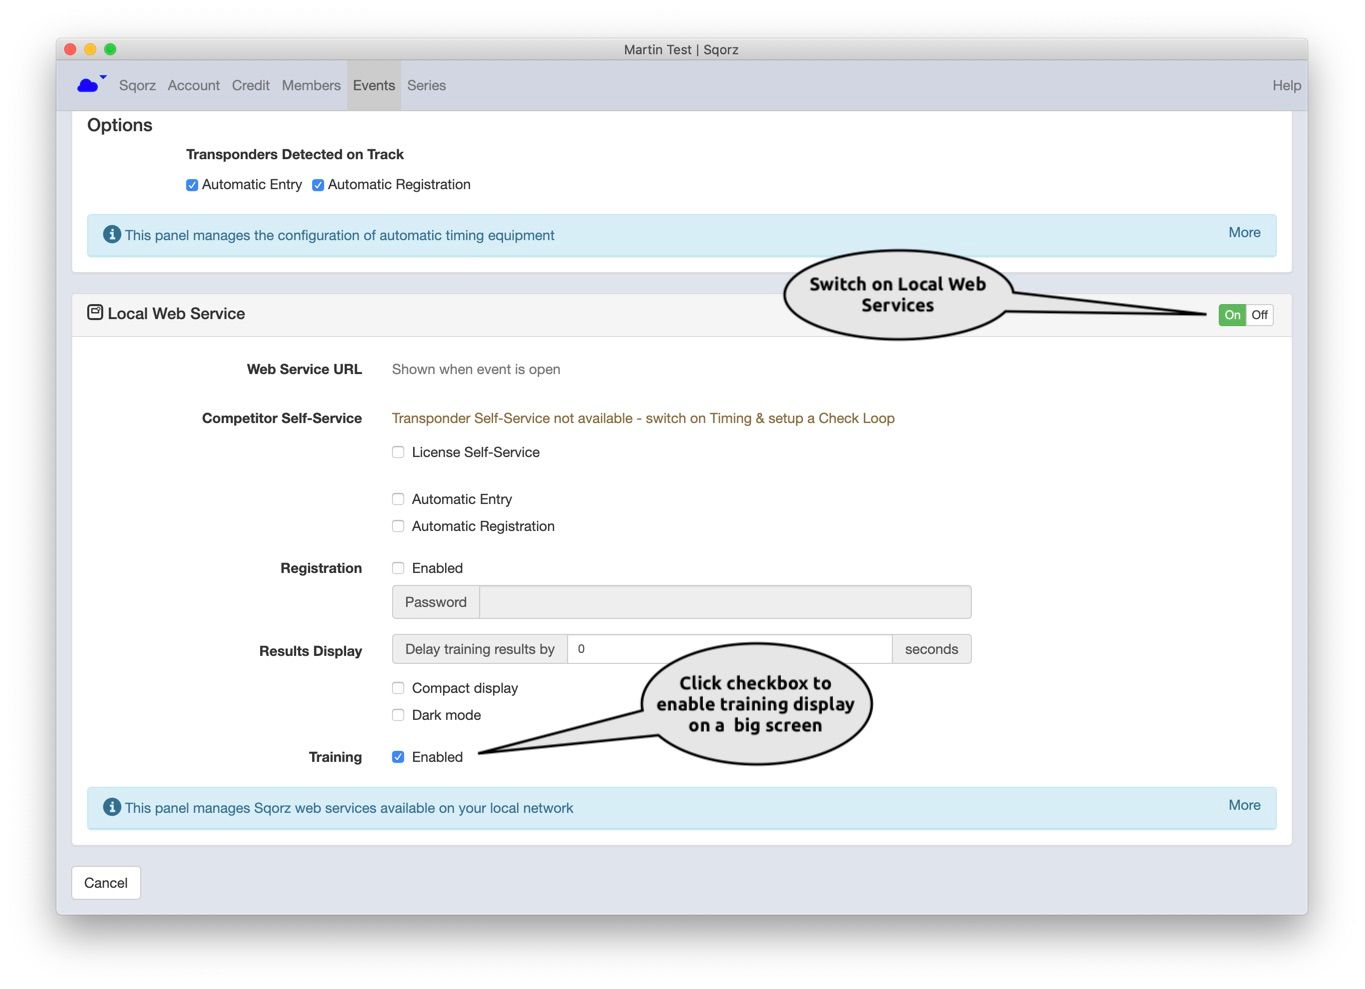 Martin Test | Sqorz
Sqorz Account Credit Members Events Series Help
Options
Transponders Detected on Track
Automatic Entry Automatic Registration
This panel manages the configuration of automatic timing equipment More
Switch on Local Web
Services
Local Web Service On Off
Web Service URL Shown when event is open
Competitor Self-Service Transponder Self-Service not available - switch on Timing & setup a Check Loop
License Self-Service
Automatic Entry
Automatic Registration
Registration Enabled
Password
Results Display Delay training results by 0 seconds
Click checkbox to
enable training display
on a big screen
Compact display
Dark mode
Training Enabled
This panel manages Sqorz web services available on your local network More
Cancel